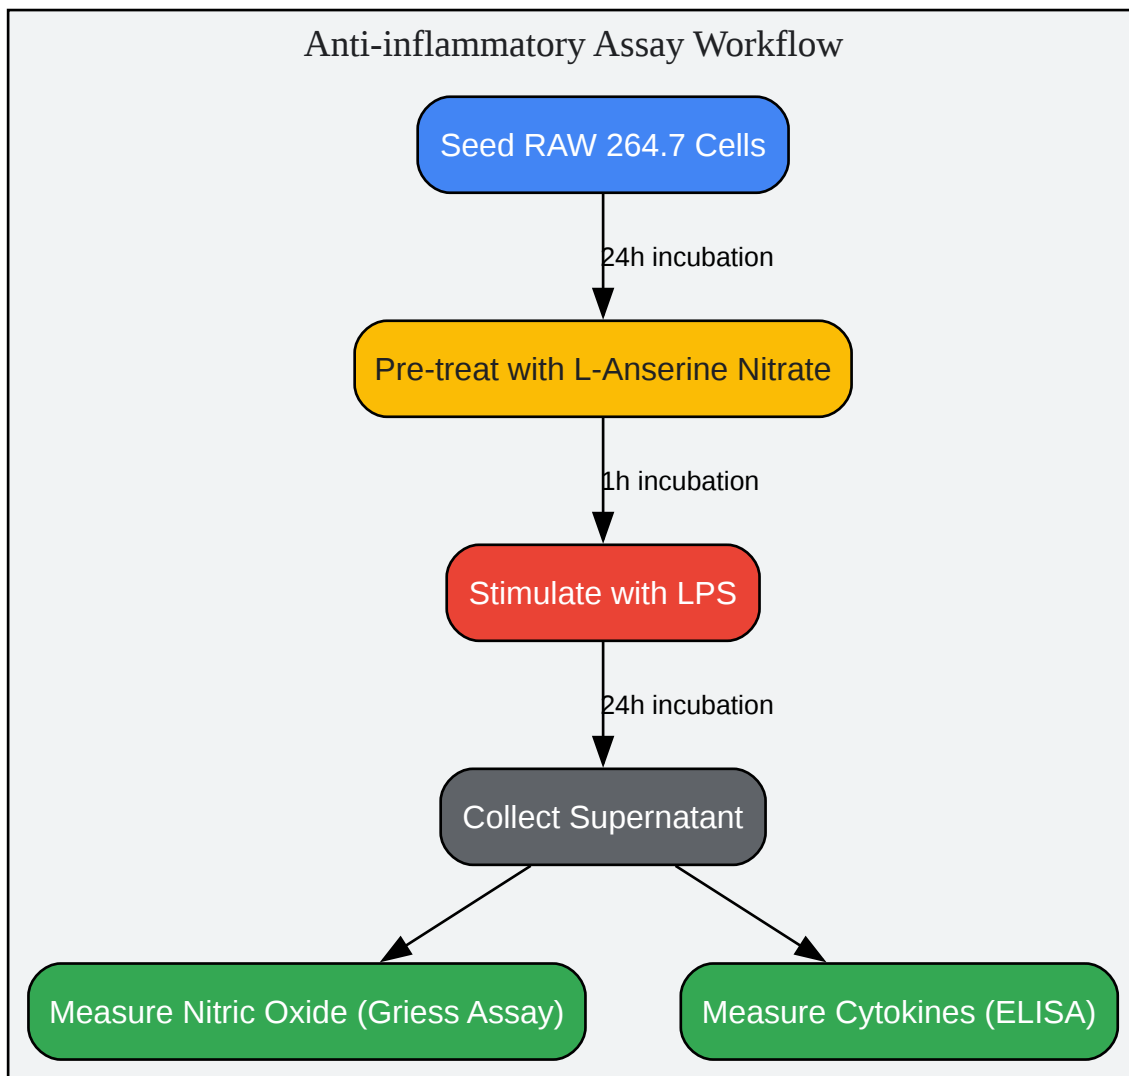 Anti-inflammatory Assay Workflow
Seed RAW 264.7 Cells
24h incubation
Pre-treat with L-Anserine Nitrate
1h incubation
Stimulate with LPS
24h incubation
Collect Supernatant
Measure Nitric Oxide (Griess Assay)
Measure Cytokines (ELISA)